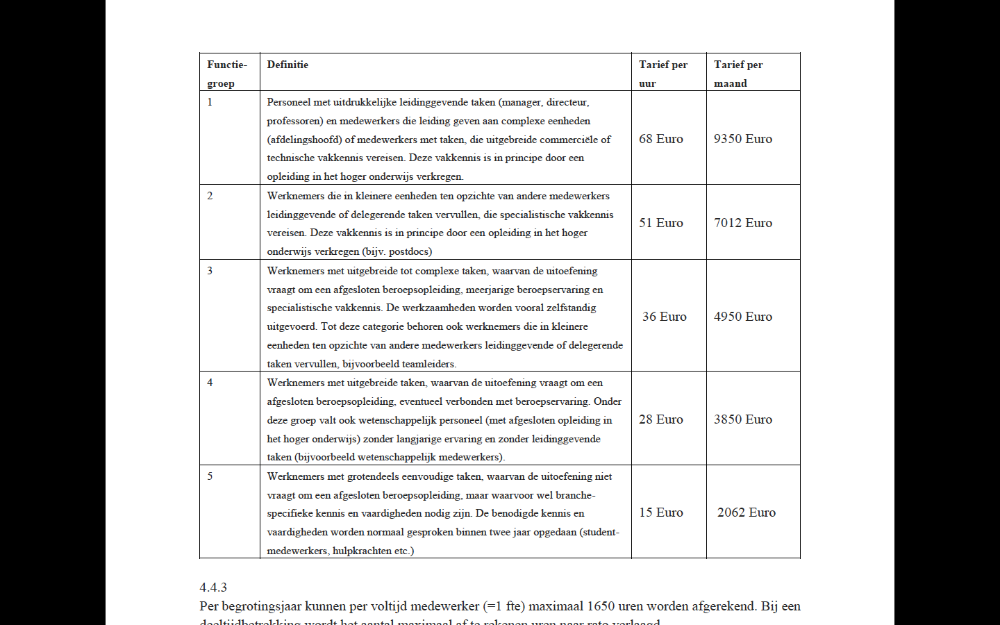 Functie-
groep
Definitie
Tarief per
uur
Tarief per
maand
1
Personeel met uitdrukkelijke leidinggevende taken (manager, directeur,
professoren) en medewerkers die leiding geven aan complexe eenheden
(afdelingshoofd) of medewerkers met taken, die uitgebreide commerciële of
technische vakkennis vereisen. Deze vakkennis is in principe door een
opleiding in het hoger onderwijs verkregen.
68 Euro
9350 Euro
2
Werknemers die in kleinere eenheden ten opzichte van andere medewerkers
leidinggevende of delegerende taken vervullen, die specialistische vakkennis
vereisen. Deze vakkennis is in principe door een opleiding in het hoger
onderwijs verkregen (bijv. postdocs)
51 Euro
7012 Euro
3
Werknemers met uitgebreide tot complexe taken, waarvan de uitoefening
vraagt om een afgesloten beroepsopleiding, meerjarige beroepservaring en
specialistische vakkennis. De werkzaamheden worden vooral zelfstandig
uitgevoerd. Tot deze categorie behoren ook werknemers die in kleinere
eenheden ten opzichte van andere medewerkers leidinggevende of delegerende
taken vervullen, bijvoorbeeld teamleiders.
36 Euro
4950 Euro
4
Werknemers met uitgebreide taken, waarvan de uitoefening vraagt om een
afgesloten beroepsopleiding, eventueel verbonden met beroepservaring. Onder
deze groep valt ook wetenschappelijk personeel (met afgesloten opleiding in
het hoger onderwijs) zonder langjarige ervaring en zonder leidinggevende
taken (bijvoorbeeld wetenschappelijk medewerkers).
28 Euro
3850 Euro
5
Werknemers met grotendeels eenvoudige taken, waarvan de uitoefening niet
vraagt om een afgesloten beroepsopleiding, maar waarvoor wel branche-
specifieke kennis en vaardigheden nodig zijn. De benodigde kennis en
vaardigheden worden normaal gesproken binnen twee jaar opgedaan (student-
medewerkers, hulpkrachten etc.)
15 Euro
2062 Euro
4.4.3
Per begrotingsjaar kunnen per voltijd medewerker (=1 fte) maximaal 1650 uren worden afgerekend. Bij een
deeltijdbetrekking wordt het aantal maximaal af te rekenen uren naar rato verlaagd.